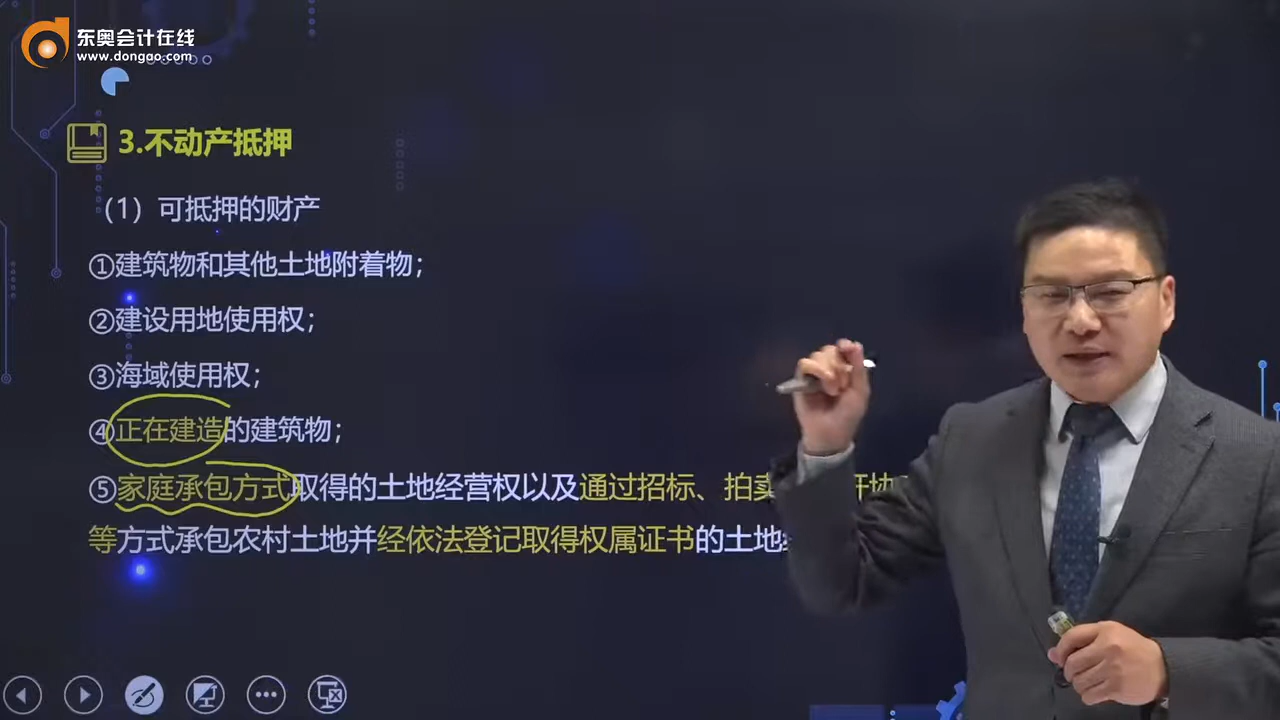 东奥会计在线
www.dongao.com
3.不动产抵押
（1）可抵押的财产
①建筑物和其他土地附着物；
②建设用地使用权；
③海域使用权；
④正在建造的建筑物；
⑤家庭承包方式取得的土地经营权以及通过招标、拍卖
等方式承包农村土地并经依法登记取得权属证书的土地